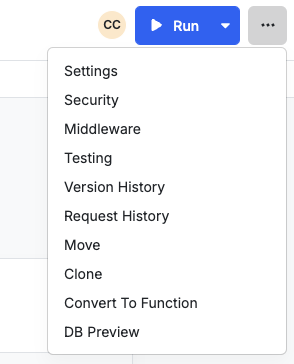 CC
Run
Settings
Security
Middleware
Testing
Version History
Request History
Move
Clone
Convert To Function
DB Preview